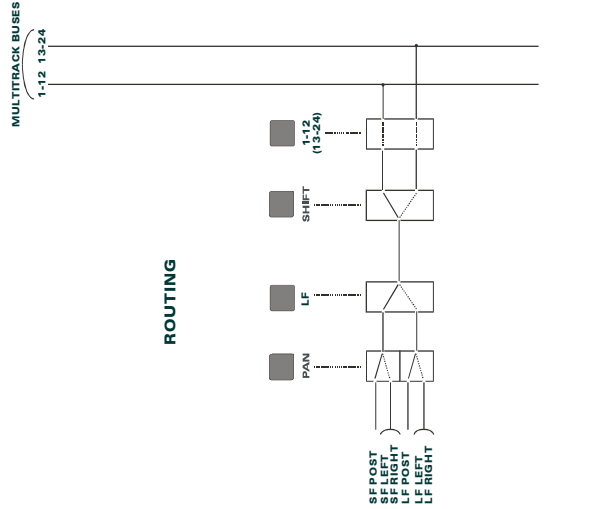 MULTITRACK BUSES
1-12 13-24
1-12
(13-24)
SHIFT
ROUTING
LF
PAN
SF POST
SF LEFT
SF RIGHT
LF POST
LF LEFT
LF RIGHT